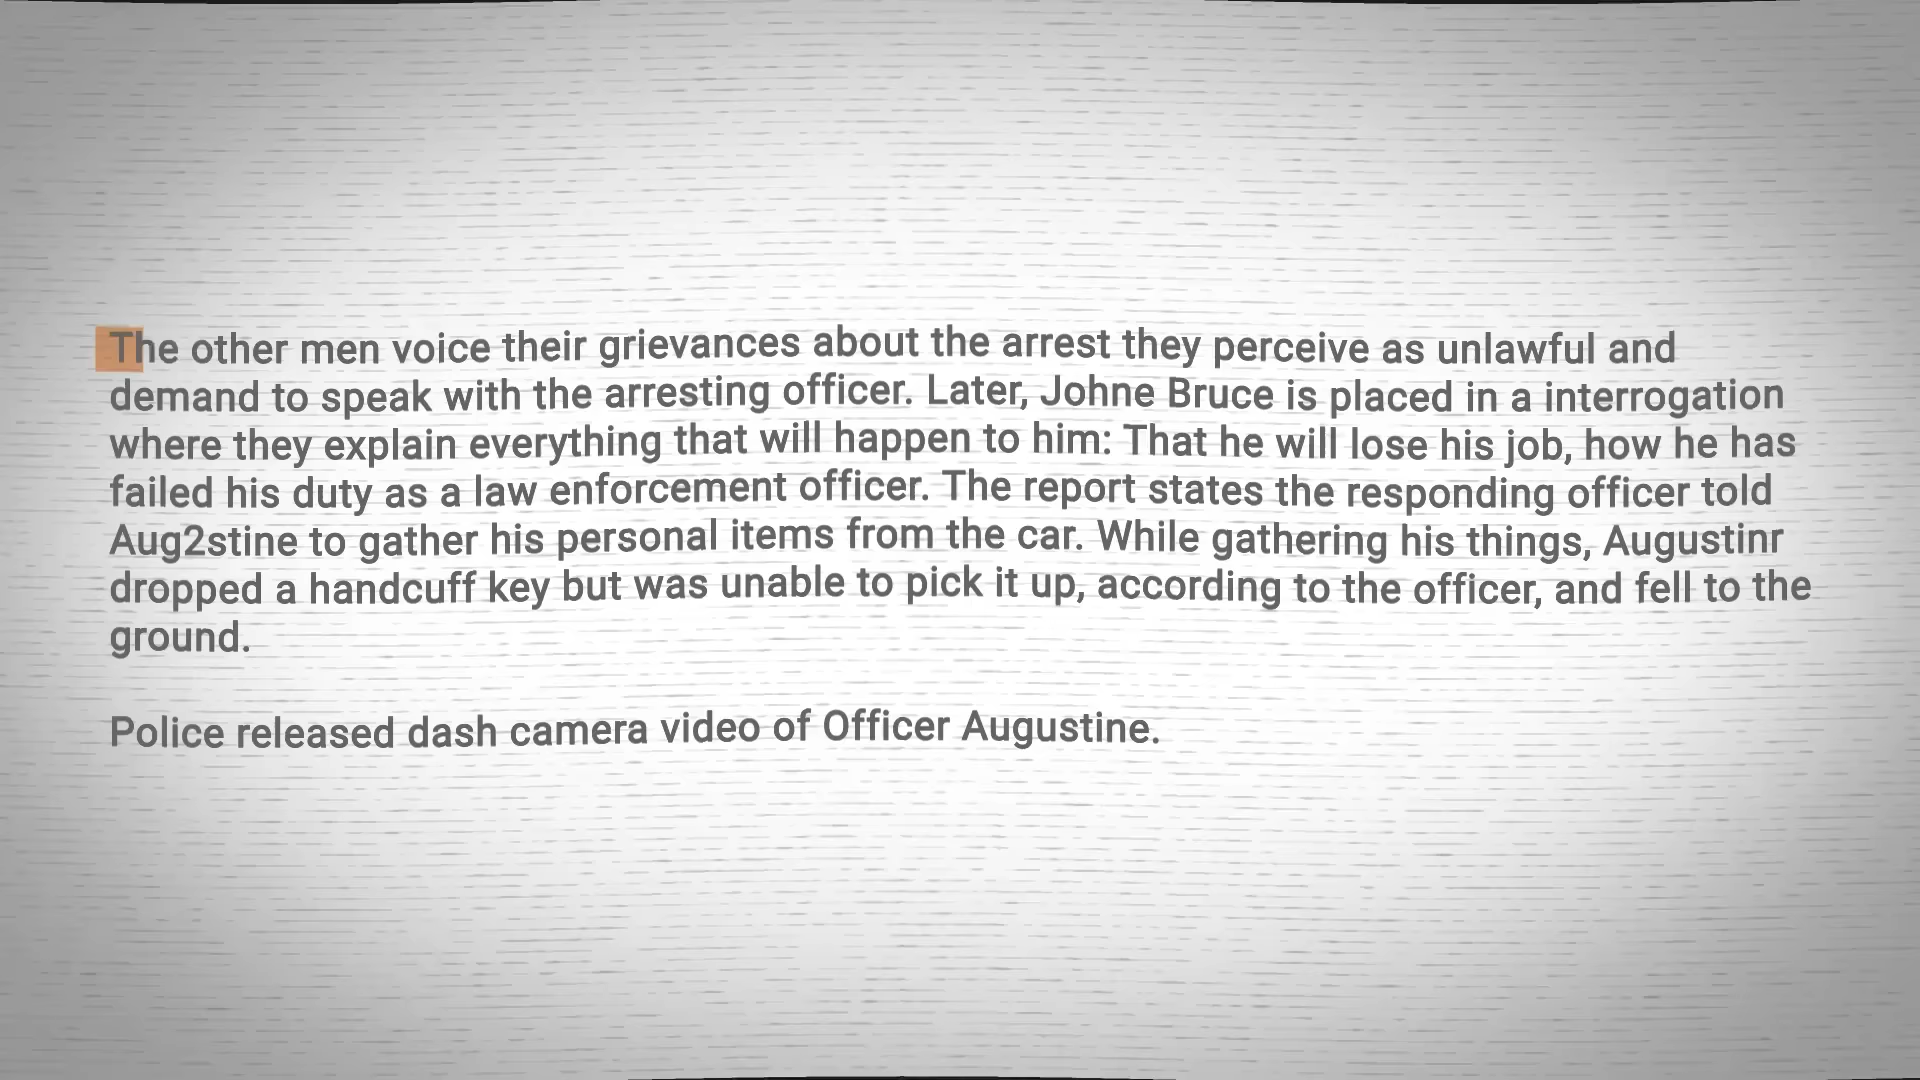 The other men voice their grievances about the arrest they perceive as unlawful and
demand to speak with the arresting officer. Later, Johne Bruce is placed in a interrogation
where they explain everything that will happen to him: That he will lose his job, how he has
failed his duty as a law enforcement officer. The report states the responding officer told
Aug2stine to gather his personal items from the car. While gathering his things, Augustinr
dropped a handcuff key but was unable to pick it up, according to the officer, and fell to the
ground.
Police released dash camera video of Officer Augustine.